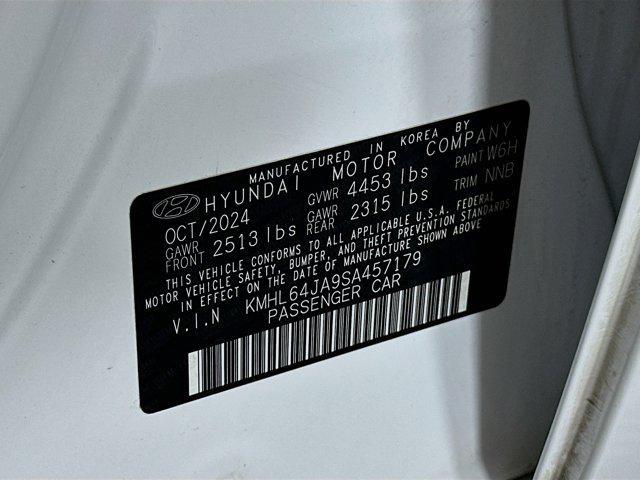 MANUFACTURED IN KOREA BY
HYUNDAI MOTOR COMPANY
OCT/2024 GVWR 4453 lbs PAINT W6H
GAWR FRONT 2513 lbs GAWR REAR 2315 lbs TRIM NNB
THIS VEHICLE CONFORMS TO ALL APPLICABLE U.S.A. FEDERAL
MOTOR VEHICLE SAFETY, BUMPER, AND THEFT PREVENTION STANDARDS
IN EFFECT ON THE DATE OF MANUFACTURE SHOWN ABOVE
V.I.N KMHL64JA9SA457179
PASSENGER CAR